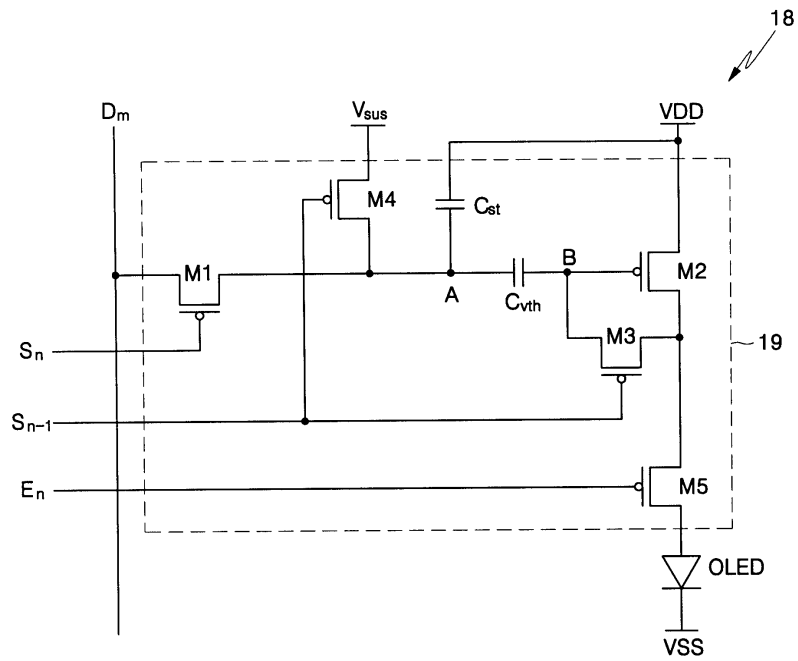 18
Dm
Vsus
VDD
M4
Cst
M1
B
M2
A
Cvth
M3
19
Sn
Sn-1
En
M5
OLED
VSS